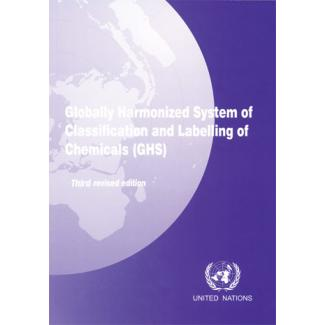 Globally Harmonized System of
Classification and Labelling of
Chemicals (GHS)
Third revised edition
UNITED NATIONS